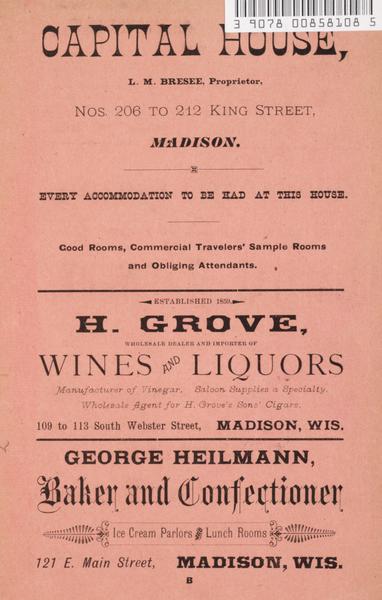 3 9078 00858108 5
CAPITAL HOUSE,
L. M. BRESEE, Proprietor,
NOS. 206 TO 212 KING STREET,
MADISON.
EVERY ACCOMMODATION TO BE HAD AT THIS HOUSE.
Good Rooms, Commercial Travelers' Sample Rooms
and Obliging Attendants.
ESTABLISHED 1859.
H. GROVE,
WHOLESALE DEALER AND IMPORTER OF
WINES AND LIQUORS
Manufacturer of Vinegar. Saloon Supplies a Specialty.
Wholesale Agent for H. Grove's Sons' Cigars.
109 to 113 South Webster Street, MADISON, WIS.
GEORGE HEILMANN,
Baker and Confectioner
Ice Cream Parlors and Lunch Rooms
121 E. Main Street, MADISON, WIS.
B